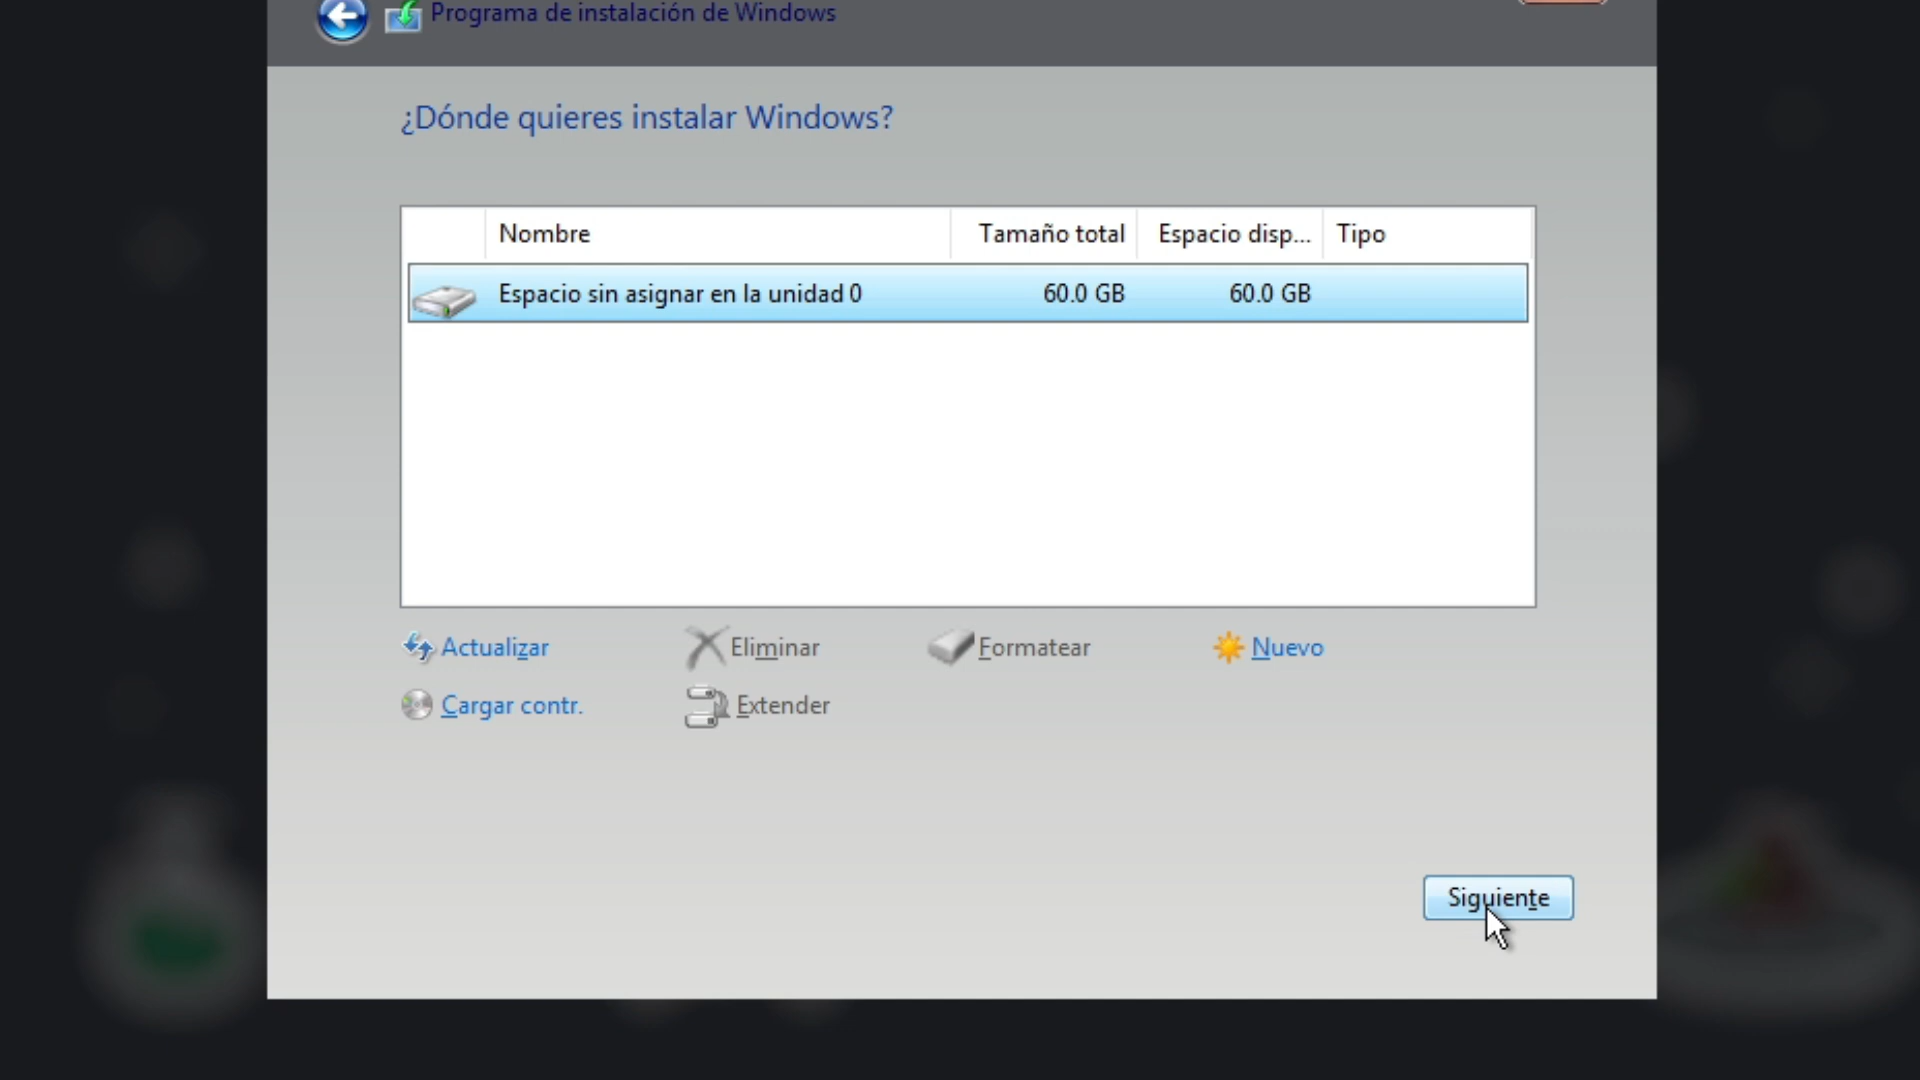 Programa de instalación de Windows
¿Dónde quieres instalar Windows?
Nombre Tamaño total Espacio disp... Tipo
Espacio sin asignar en la unidad 0 60.0 GB 60.0 GB
Actualizar Eliminar Formatear Nuevo
Cargar contr. Extender
Siguiente